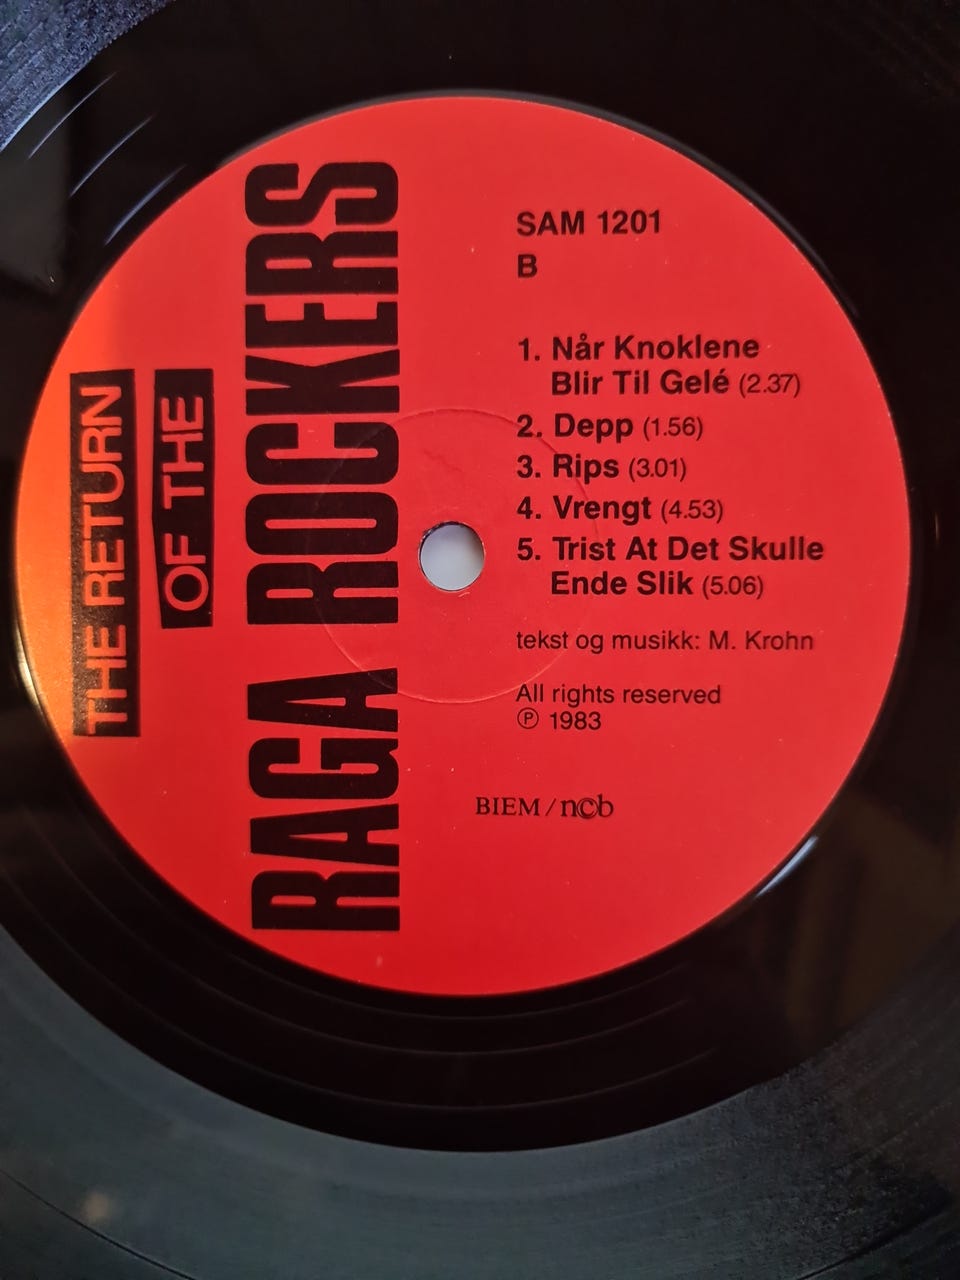 THE RETURN
OF THE
RAGA ROCKERS
SAM 1201
B
1. Når Knoklene
Blir Til Gelé (2.37)
2. Depp (1.56)
3. Rips (3.01)
4. Vrengt (4.53)
5. Trist At Det Skulle
Ende Slik (5.06)
tekst og musikk: M. Krohn
All rights reserved
℗ 1983
BIEM / n©b